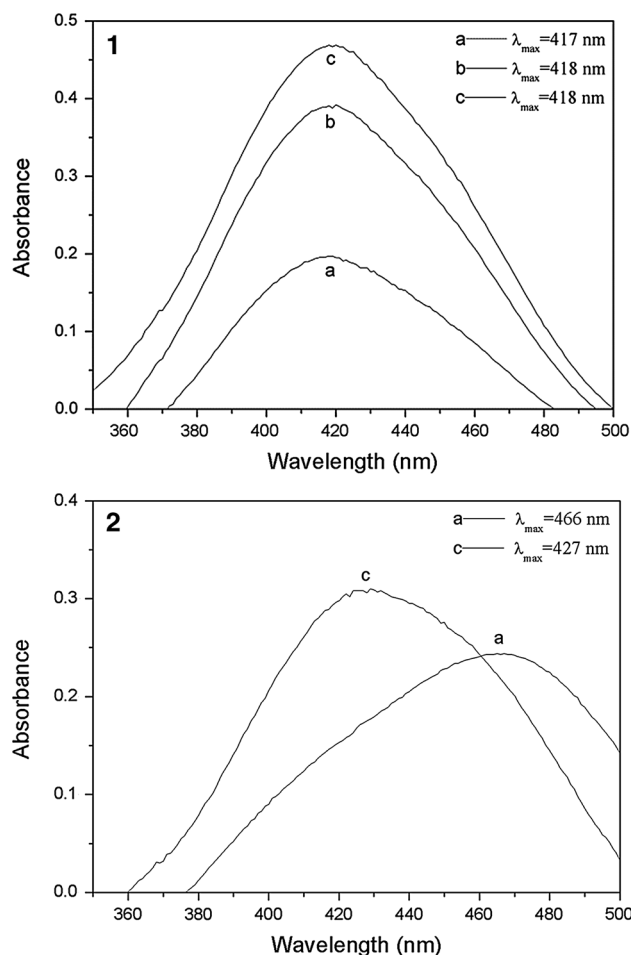 1
a λmax=417 nm
b λmax=418 nm
c λmax=418 nm
0.5
0.4
0.3
0.2
0.1
0.0
Absorbance
c
b
a
360 380 400 420 440 460 480 500
Wavelength (nm)
2
a λmax=466 nm
c λmax=427 nm
0.4
0.3
0.2
0.1
0.0
Absorbance
c
a
360 380 400 420 440 460 480 500
Wavelength (nm)